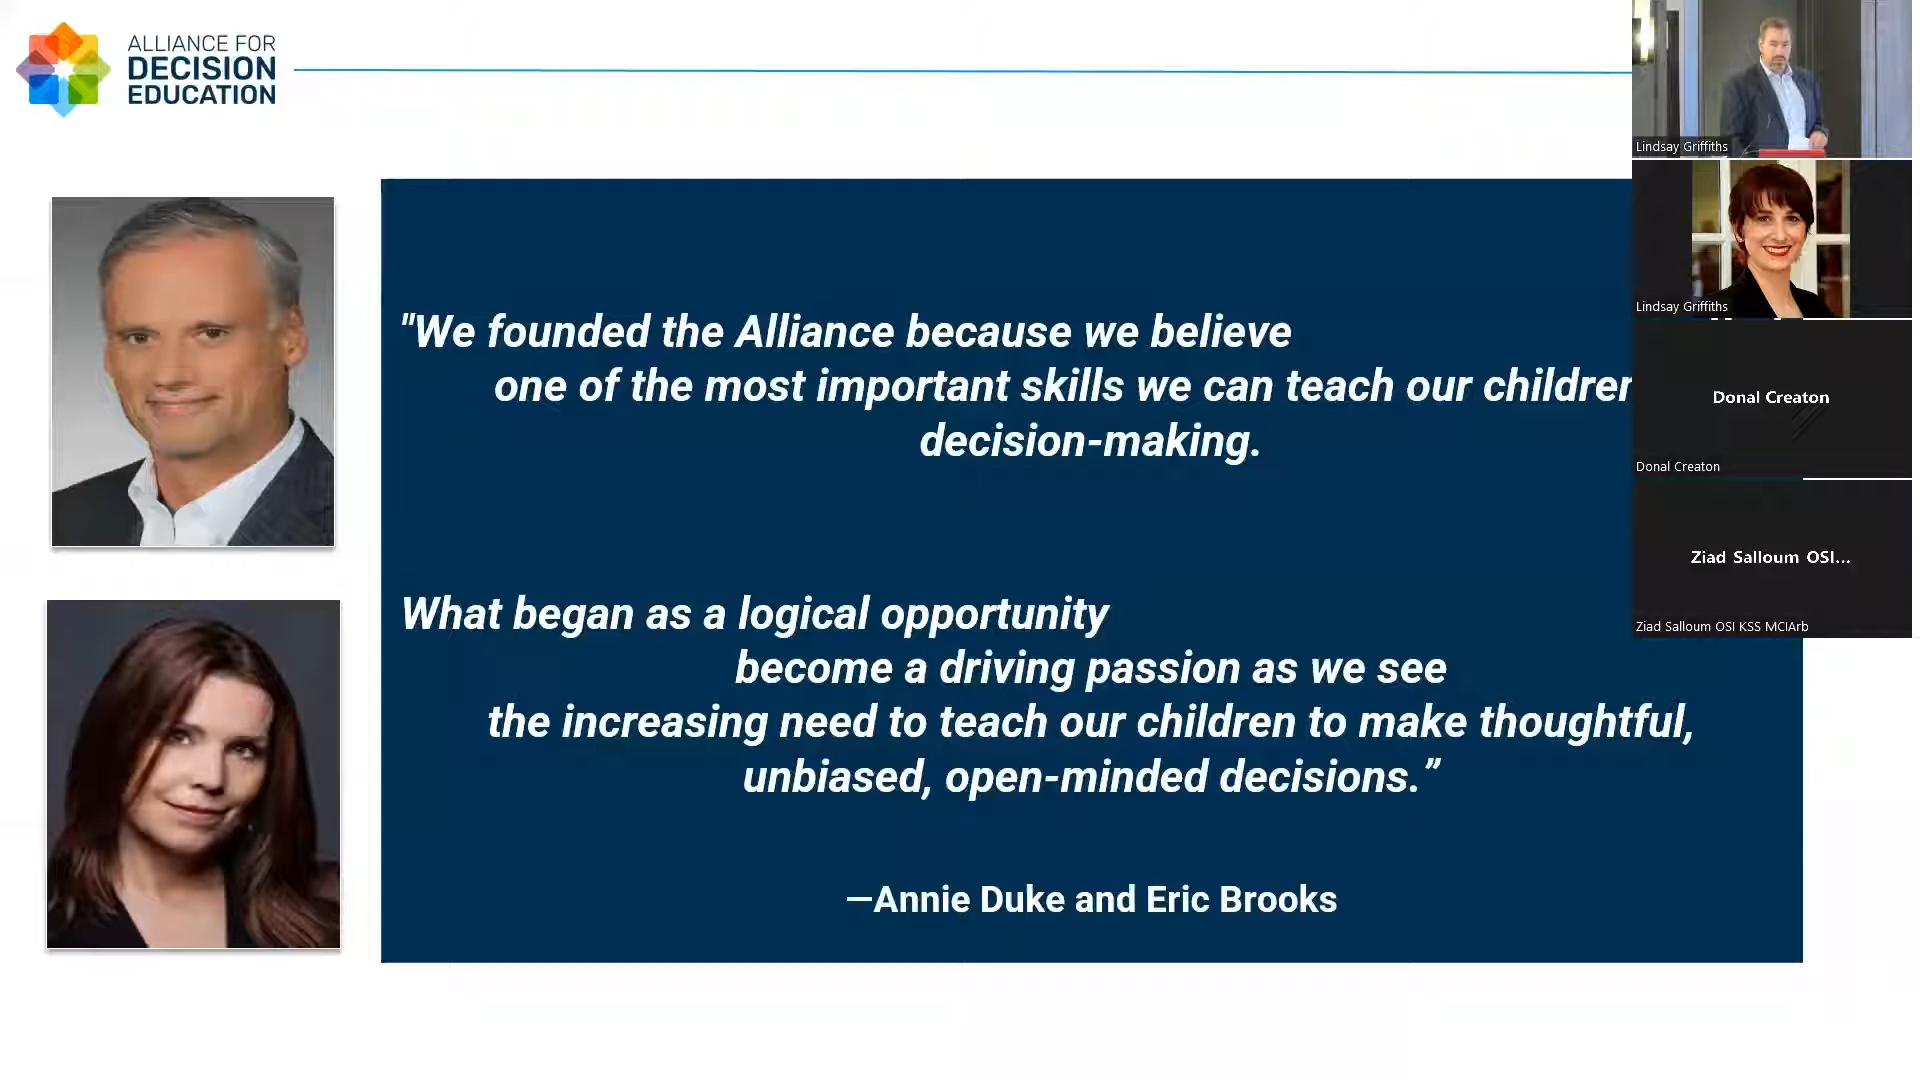 ALLIANCE FOR
DECISION
EDUCATION
"We founded the Alliance because we believe
one of the most important skills we can teach our children
decision-making.
What began as a logical opportunity
become a driving passion as we see
the increasing need to teach our children to make thoughtful,
unbiased, open-minded decisions.”
—Annie Duke and Eric Brooks
Lindsay Griffiths
Lindsay Griffiths
Donal Creaton
Donal Creaton
Ziad Salloum OSI...
Ziad Salloum OSI KSS MCIArb